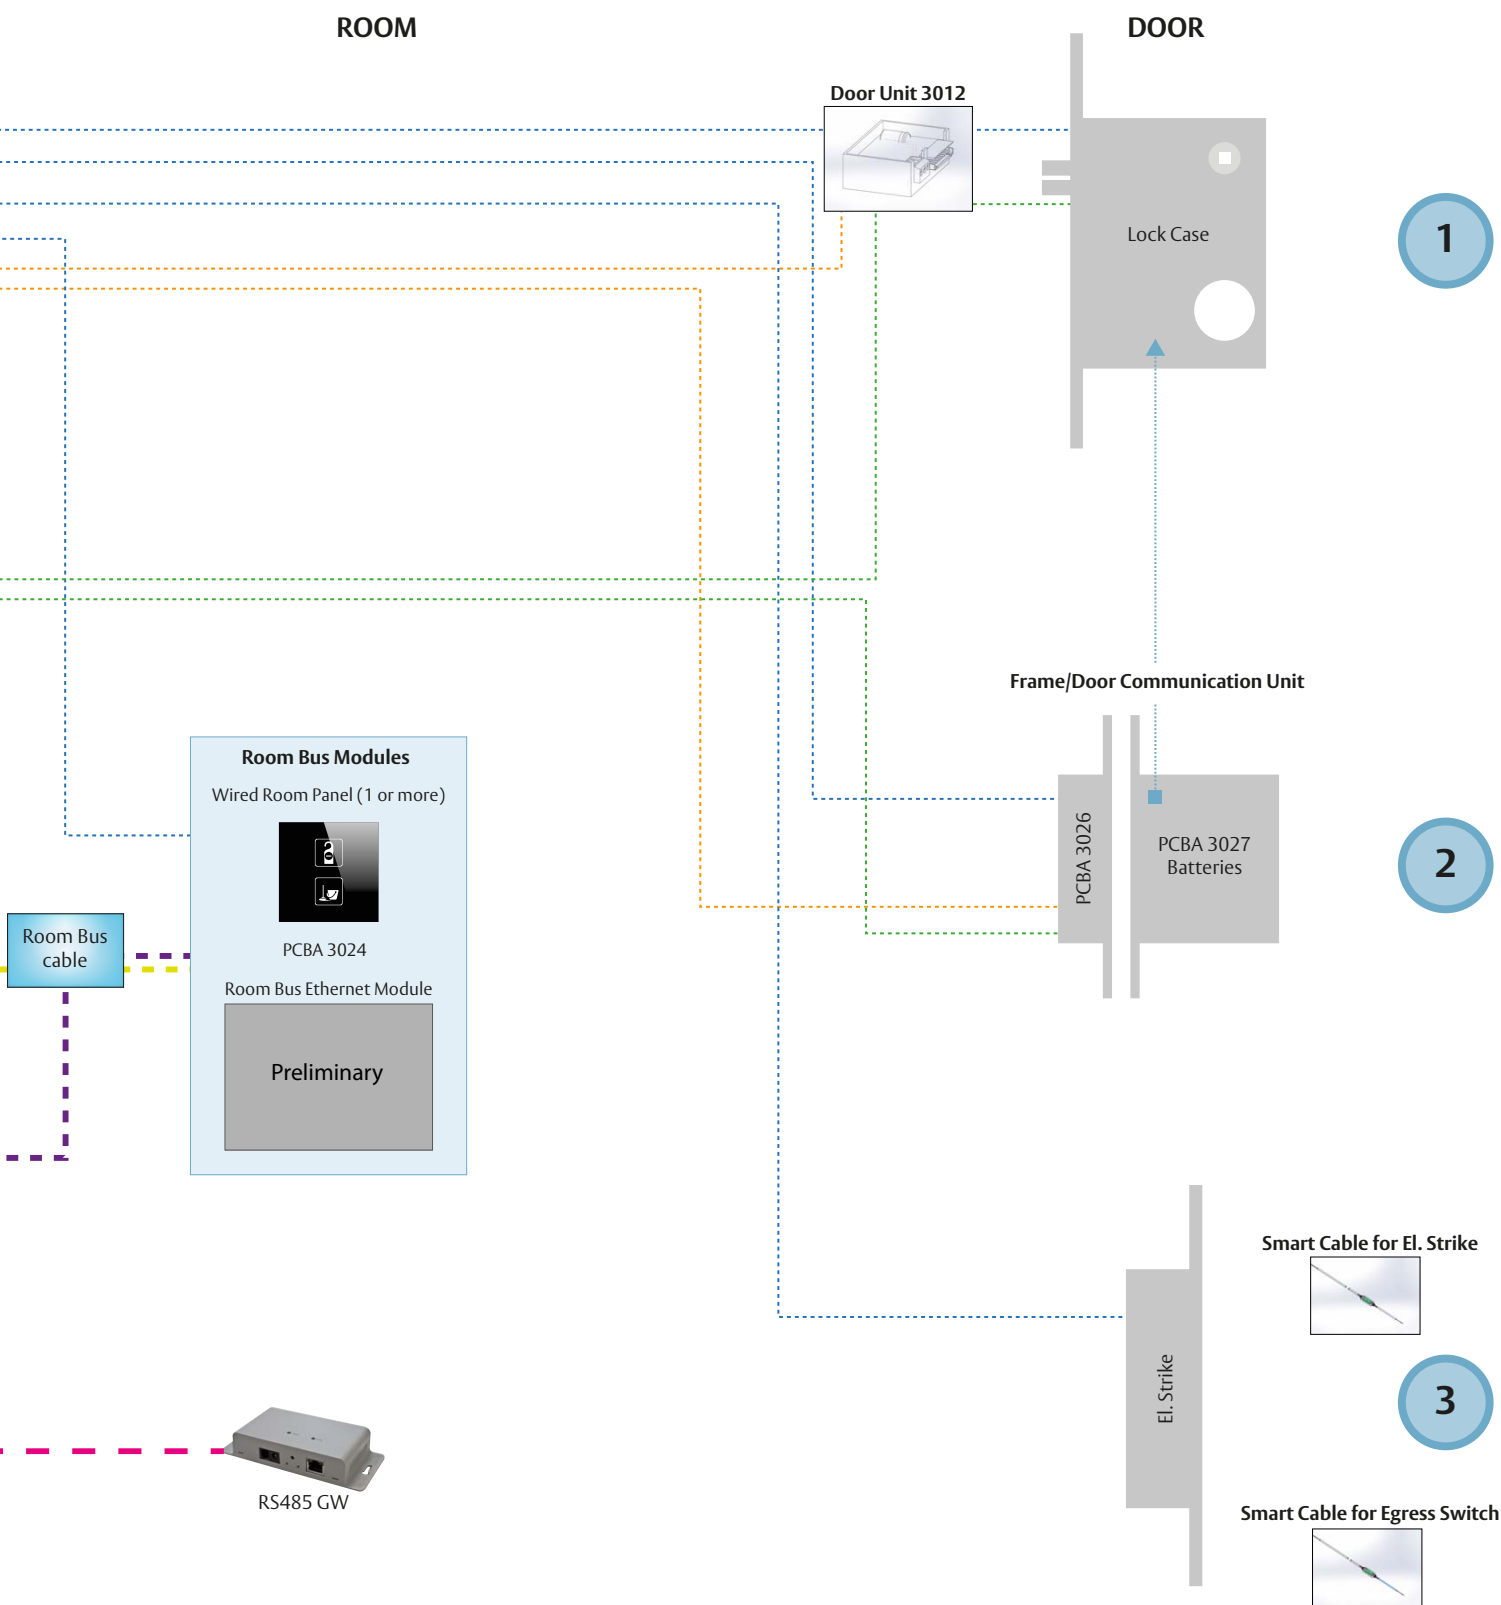 ROOM
DOOR
Door Unit 3012
Lock Case
1
Frame/Door Communication Unit
Room Bus Modules
Wired Room Panel (1 or more)
PCBA 3024
Room Bus Ethernet Module
Preliminary
Room Bus
cable
PCBA 3026
PCBA 3027
Batteries
2
Smart Cable for El. Strike
El. Strike
3
RS485 GW
Smart Cable for Egress Switch